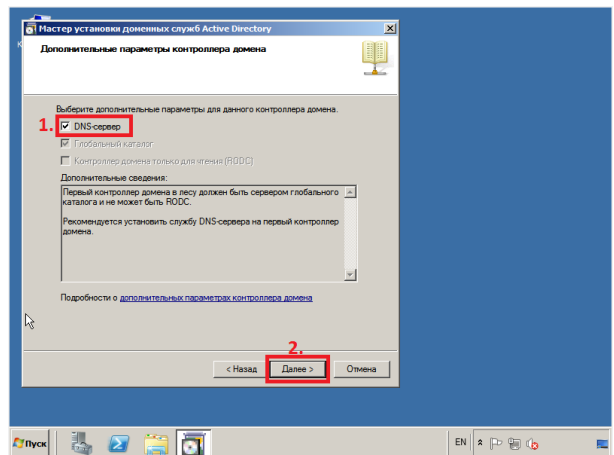 Мастер установки доменных служб Active Directory
Дополнительные параметры контроллера домена
Выберите дополнительные параметры для данного контроллера домена.
1.
DNS-сервер
Глобальный каталог
Контроллер домена только для чтения (RODC)
Дополнительные сведения:
Первый контроллер домена в лесу должен быть сервером глобального
каталога и не может быть RODC.
Рекомендуется установить службу DNS-сервера на первый контроллер
домена.
Подробности о дополнительных параметрах контроллера домена
2.
< Назад
Далее >
Отмена
Пуск
EN